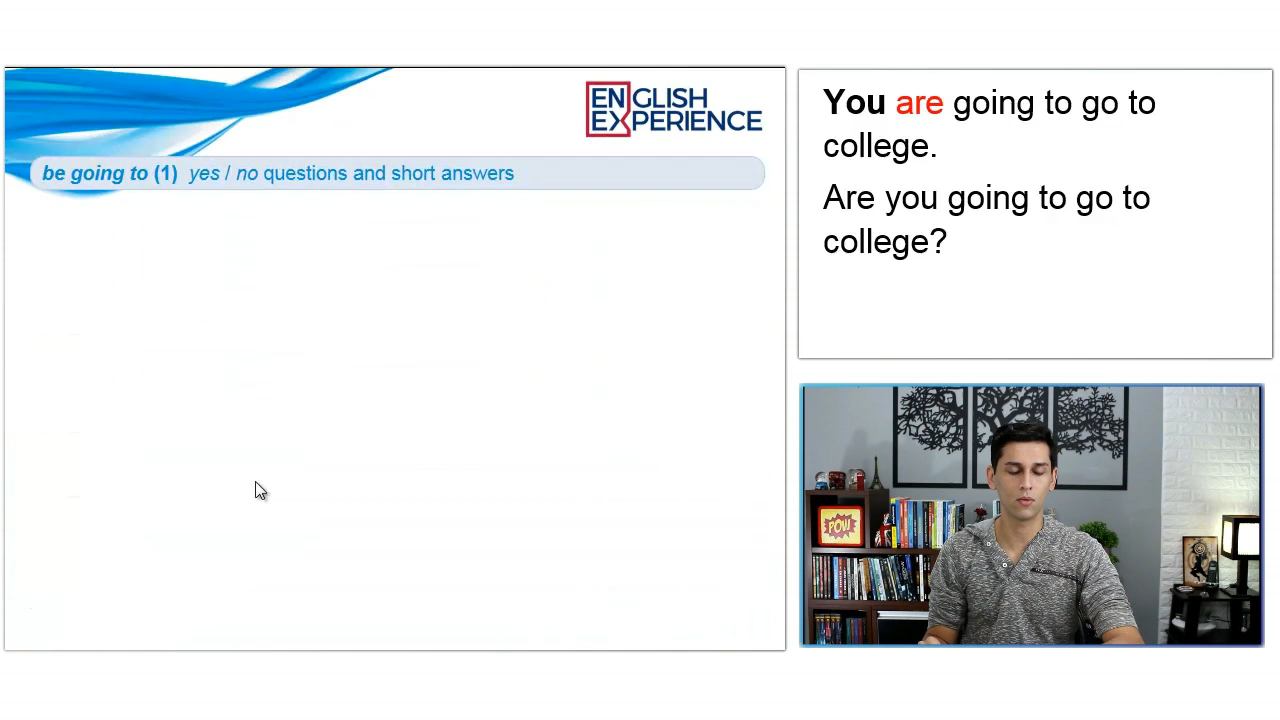 ENGLISH
EXPERIENCE
be going to (1) yes / no questions and short answers
You are going to go to
college.
Are you going to go to
college?
POW